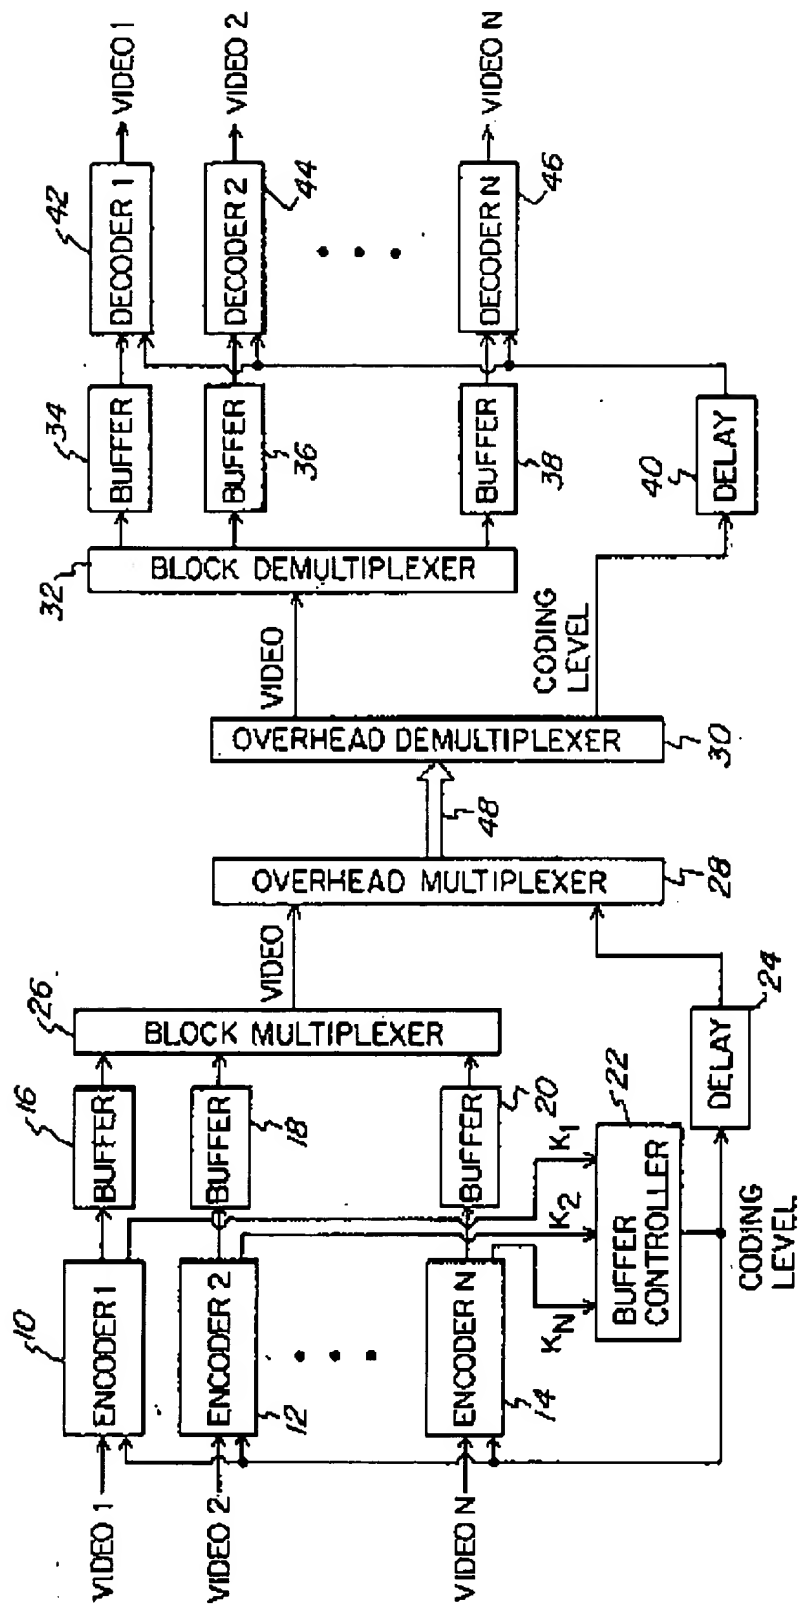 VIDEO 1
VIDEO 2
VIDEO N
10
ENCODER 1
ENCODER 2
12
ENCODER N
14
K1
K2
KN
16
BUFFER
BUFFER
18
BUFFER
20
22
BUFFER
CONTROLLER
CODING
LEVEL
DELAY
24
26
BLOCK MULTIPLEXER
VIDEO
OVERHEAD MULTIPLEXER
28
48
OVERHEAD DEMULTIPLEXER
30
VIDEO
CODING
LEVEL
32
BLOCK DEMULTIPLEXER
34
BUFFER
BUFFER
36
BUFFER
38
40
DELAY
42
DECODER 1
DECODER 2
44
DECODER N
46
VIDEO 1
VIDEO 2
VIDEO N